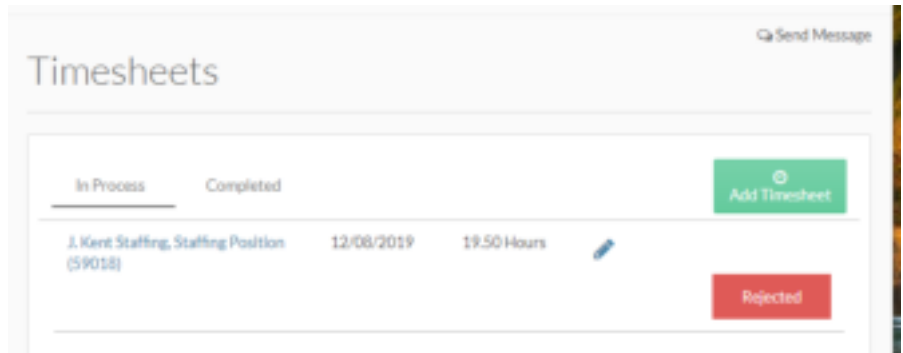 Send Message
Timesheets
In Process Completed
Add Timesheet
J. Kent Staffing, Staffing Position 12/08/2019 19.50 Hours
(59018)
Rejected